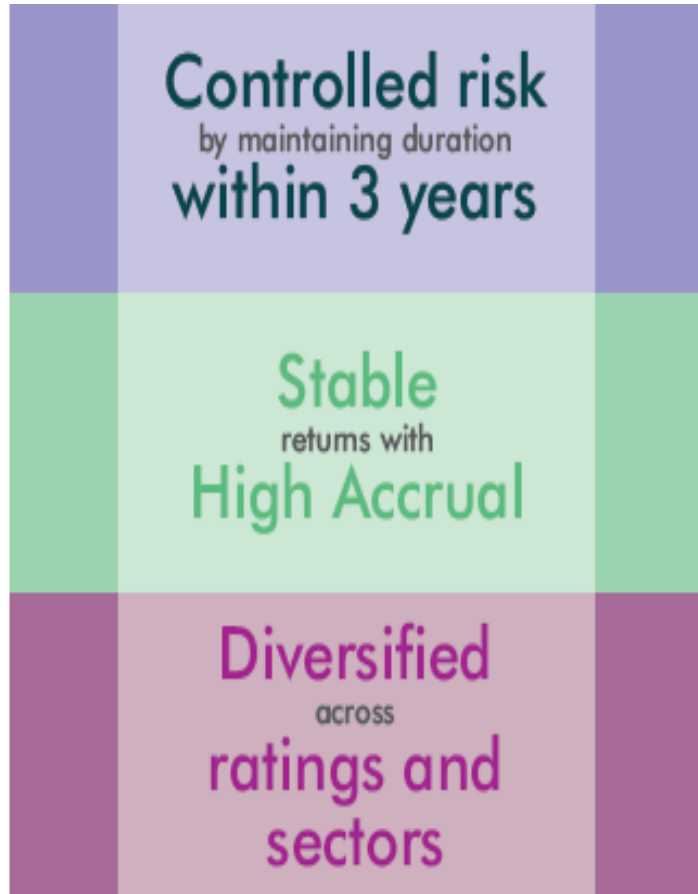 Controlled risk
by maintaining duration
within 3 years
Stable
returns with
High Accrual
Diversified
across
ratings and
sectors